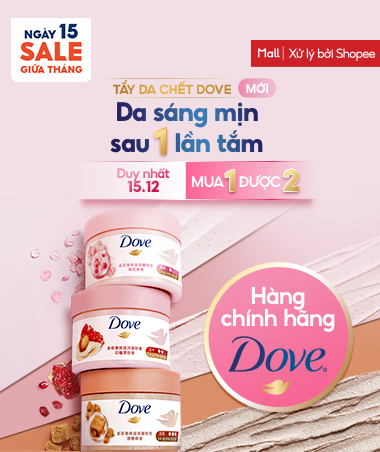 NGÀY 15
SALE
GIỮA THÁNG
Mall | Xử lý bởi Shopee
TẨY DA CHẾT DOVE MỚI
Da sáng mịn
sau 1 lần tắm
Duy nhất
15.12
MUA 1 ĐƯỢC 2
Dove
Dove
Dove
Hàng
chính hãng
Dove